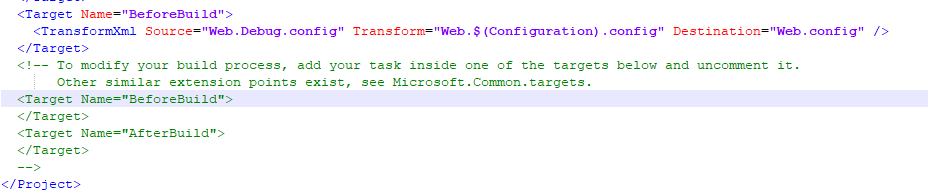 <Target Name="BeforeBuild">
<TransformXml Source="Web.Debug.config" Transform="Web.$(Configuration).config" Destination="Web.config" />
</Target>
<!-- To modify your build process, add your task inside one of the targets below and uncomment it.
Other similar extension points exist, see Microsoft.Common.targets.
<Target Name="BeforeBuild">
</Target>
<Target Name="AfterBuild">
</Target>
-->
</Project>